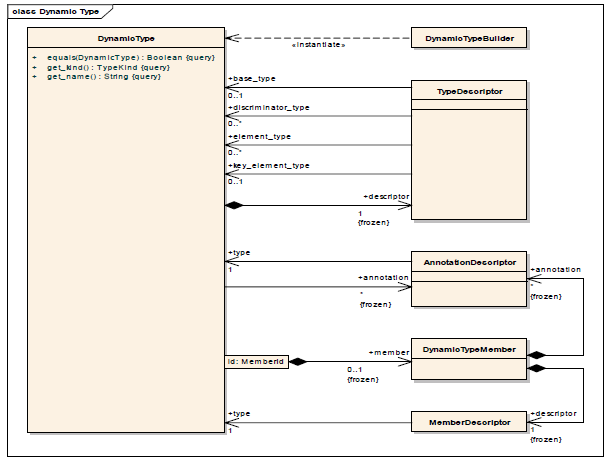 class Dynamic Type
DynamicType
+ equals(DynamicType) : Boolean {query}
+ get_kind() : TypeKind {query}
+ get_name() : String {query}
DynamicTypeBuilder
«instantiate»
TypeDescriptor
+base_type
0..1
+discriminator_type
0..*
+element_type
0..*
+key_element_type
0..1
+descriptor
1
{frozen}
AnnotationDescriptor
+type
1
+annotation
*
{frozen}
+annotation
*
{frozen}
DynamicTypeMember
id: MemberId
+member
0..1
{frozen}
MemberDescriptor
+type
1
+descriptor
1
{frozen}